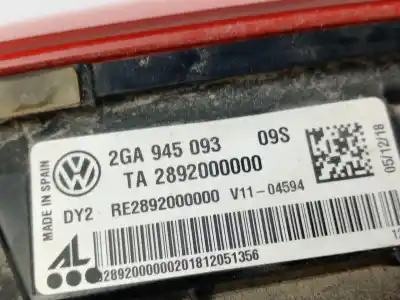 MADE IN SPAIN
2GA 945 093 09S
TA 2892000000
DY2 RE2892000000 V11-04594
05/12/18
AL
2892000000201812051356